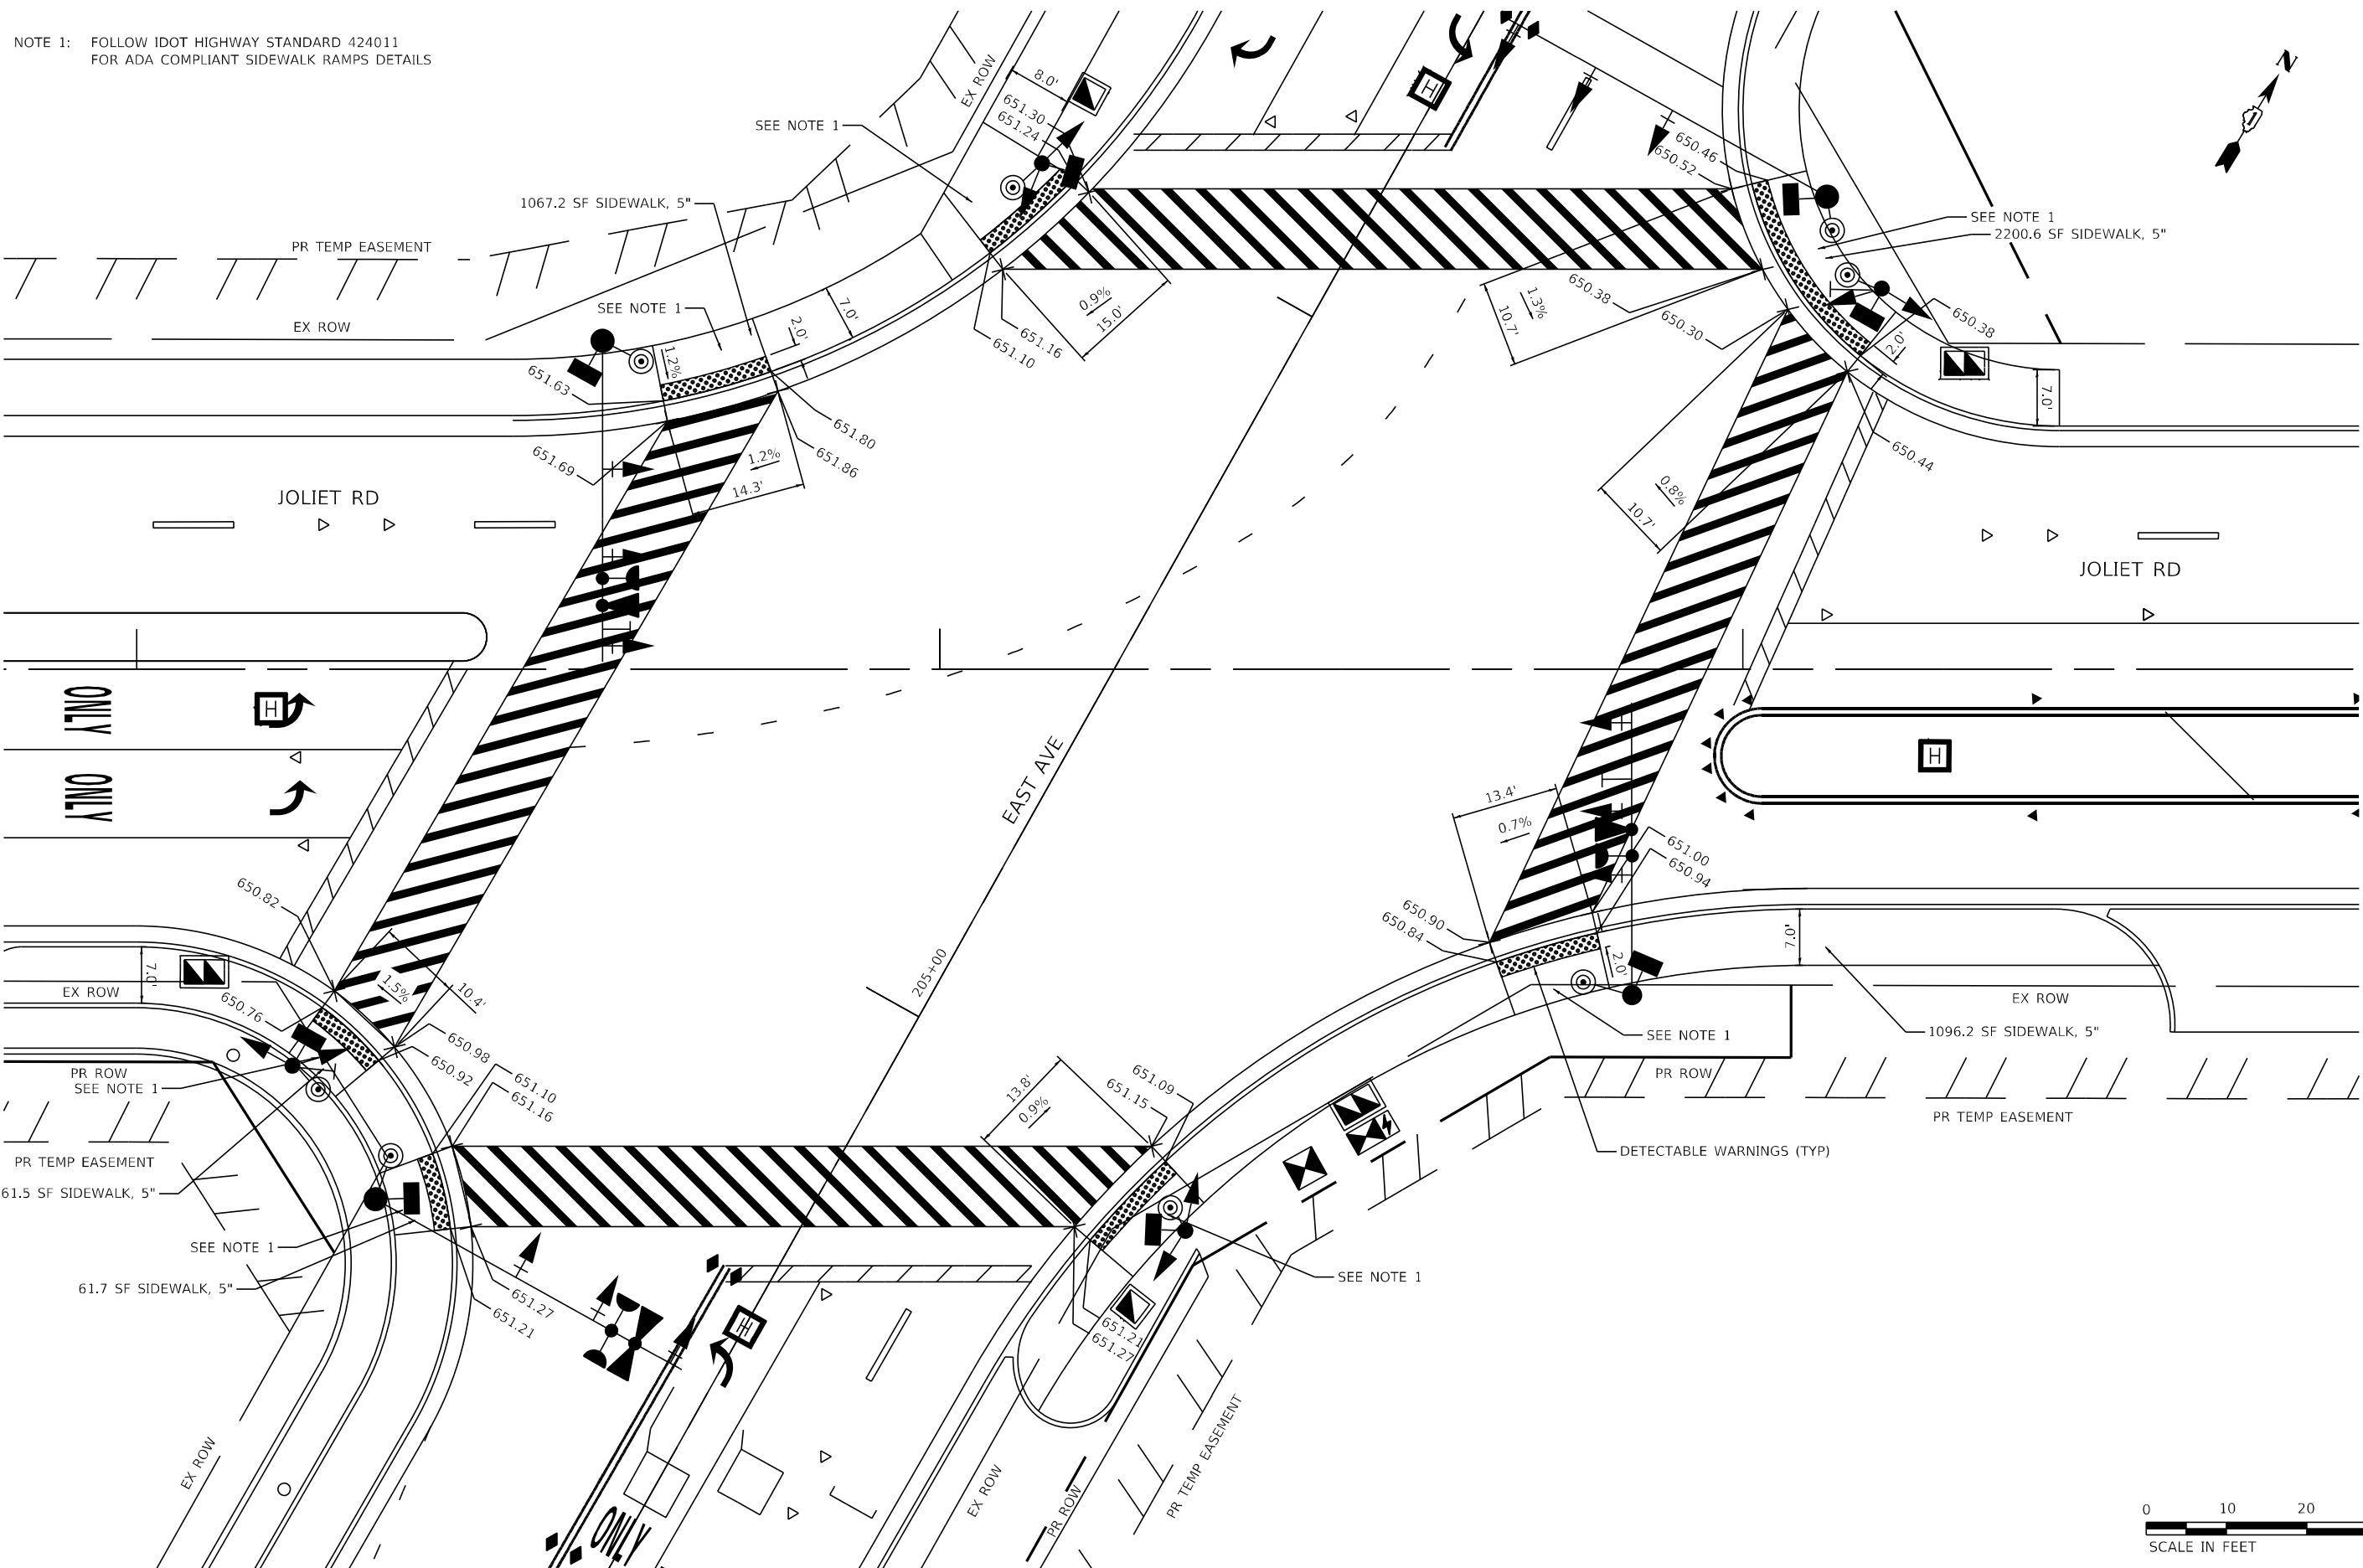 NOTE 1: FOLLOW IDOT HIGHWAY STANDARD 424011
FOR ADA COMPLIANT SIDEWALK RAMPS DETAILS
N
EX ROW
8.0'
651.30
651.24
SEE NOTE 1
H
650.46
650.52
1067.2 SF SIDEWALK, 5"
SEE NOTE 1
2200.6 SF SIDEWALK, 5"
PR TEMP EASEMENT
SEE NOTE 1
EX ROW
7.0'
2.0'
1.2%
651.63
0.9%
15.0'
651.16
651.10
1.3%
10.7'
650.38
650.30
650.38
2.0'
7.0'
651.80
651.86
651.69
1.2%
14.3'
650.44
0.8%
10.7'
JOLIET RD
JOLIET RD
ONLY
H
ONLY
EAST AVE
H
13.4'
0.7%
651.00
650.94
650.82
650.90
650.84
7.0'
2.0'
205+00
7.0'
EX ROW
650.76
1.5%
10.4'
EX ROW
SEE NOTE 1
1096.2 SF SIDEWALK, 5"
650.98
650.92
651.10
651.16
PR ROW
SEE NOTE 1
13.8'
0.9%
651.09
651.15
PR ROW
PR TEMP EASEMENT
DETECTABLE WARNINGS (TYP)
PR TEMP EASEMENT
61.5 SF SIDEWALK, 5"
SEE NOTE 1
61.7 SF SIDEWALK, 5"
651.27
651.21
SEE NOTE 1
H
651.21
651.27
EX ROW
ONLY
EX ROW
PR ROW
PR TEMP EASEMENT
0 10 20
SCALE IN FEET